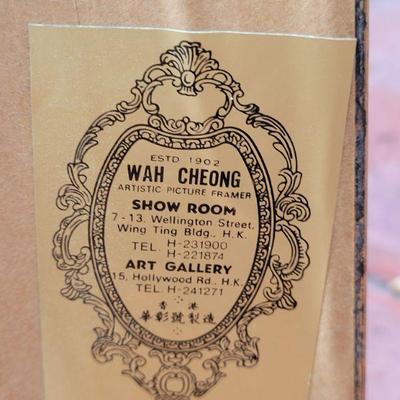 ESTD 1902
WAH CHEONG
ARTISTIC PICTURE FRAMER
SHOW ROOM
7-13, Wellington Street,
Wing Ting Bldg., H.K.
TEL. H-231900
H-221874
ART GALLERY
15, Hollywood Rd., H.K.
TEL. H-241271
香港
華彰號製造